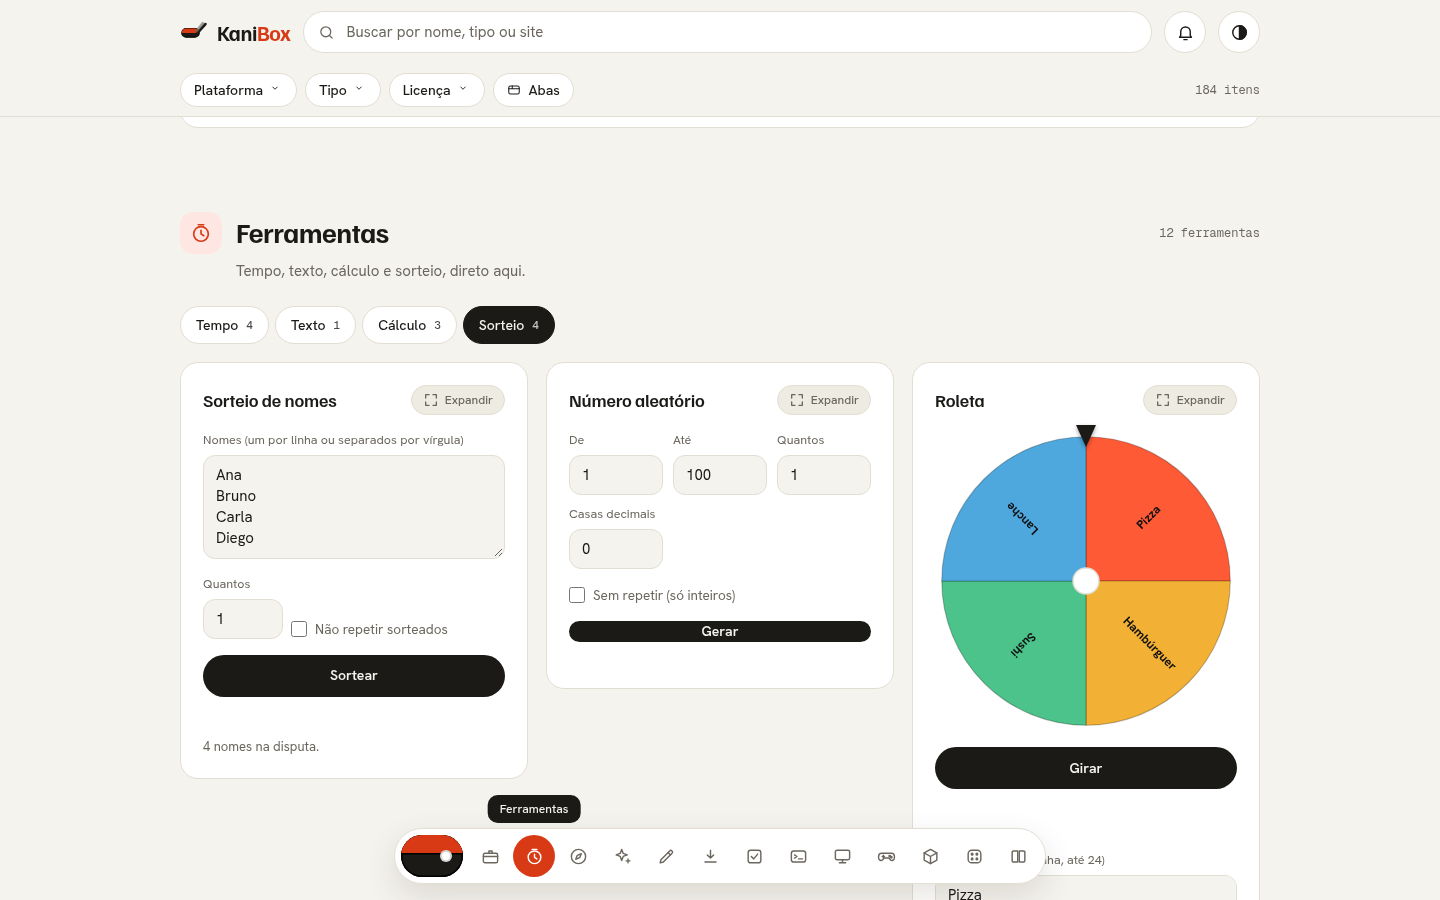 KaniBox
Buscar por nome, tipo ou site
Plataforma
Tipo
Licença
Abas
184 itens
Ferramentas
12 ferramentas
Tempo, texto, cálculo e sorteio, direto aqui.
Tempo 4
Texto 1
Cálculo 3
Sorteio 4
Sorteio de nomes
Expandir
Nomes (um por linha ou separados por vírgula)
Ana
Bruno
Carla
Diego
Quantos
1
Não repetir sorteados
Sortear
4 nomes na disputa.
Número aleatório
Expandir
De
Até
Quantos
1
100
1
Casas decimais
0
Sem repetir (só inteiros)
Gerar
Roleta
Expandir
Lanche
Pizza
Sushi
Hambúrguer
Girar
até 24)
Pizza
Ferramentas